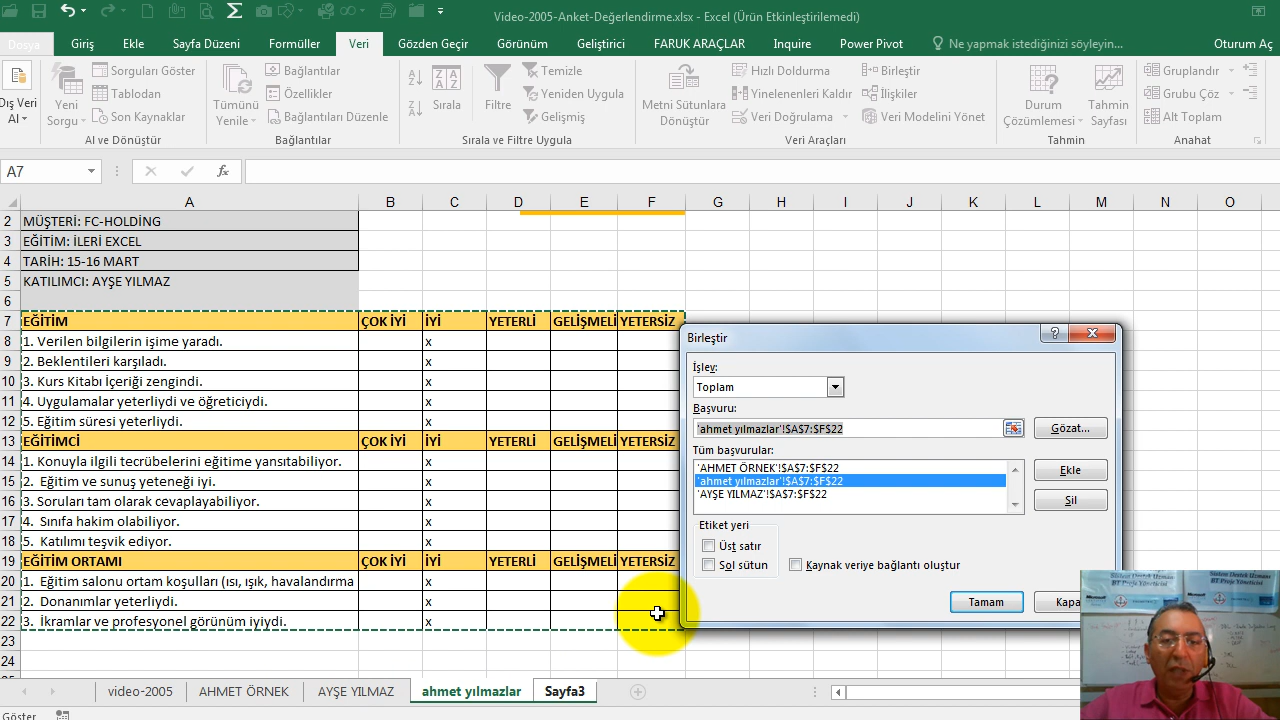 Video-2005-Anket-Değerlendirme.xlsx - Excel (Ürün Etkinleştirilemedi)
Dosya Giriş Ekle Sayfa Düzeni Formüller Veri Gözden Geçir Görünüm Geliştirici FARUK ARAÇLAR Inquire Power Pivot Ne yapmak istediğinizi söyleyin... Oturum Aç
Dış Veri Al
Yeni Sorgu
Sorguları Göster
Tablodan
Son Kaynaklar
Al ve Dönüştür
Tümünü Yenile
Bağlantılar
Özellikler
Bağlantıları Düzenle
Bağlantılar
Sırala
Filtre
Temizle
Yeniden Uygula
Gelişmiş
Sırala ve Filtre Uygula
Metni Sütunlara Dönüştür
Hızlı Doldurma
Yinelenenleri Kaldır
Veri Doğrulama
Birleştir
İlişkiler
Veri Modelini Yönet
Veri Araçları
Durum Çözümlemesi
Tahmin Sayfası
Tahmin
Gruplandır
Grubu Çöz
Alt Toplam
Anahat
A7 fx
A B C D E F G H I J K L M N O
2 MÜŞTERİ: FC-HOLDİNG
3 EĞİTİM: İLERİ EXCEL
4 TARİH: 15-16 MART
5 KATILIMCI: AYŞE YILMAZ
6
7 EĞİTİM ÇOK İYİ İYİ YETERLİ GELİŞMELİ YETERSİZ
8 1. Verilen bilgilerin işime yaradı. x
9 2. Beklentileri karşıladı. x
10 3. Kurs Kitabı İçeriği zengindi. x
11 4. Uygulamalar yeterliydi ve öğreticiydi. x
12 5. Eğitim süresi yeterliydi. x
13 EĞİTİMCİ ÇOK İYİ İYİ YETERLİ GELİŞMELİ YETERSİZ
14 1. Konuyla ilgili tecrübelerini eğitime yansıtabiliyor. x
15 2. Eğitim ve sunuş yeteneği iyi. x
16 3. Soruları tam olarak cevaplayabiliyor. x
17 4. Sınıfa hakim olabiliyor. x
18 5. Katılımı teşvik ediyor. x
19 EĞİTİM ORTAMI ÇOK İYİ İYİ YETERLİ GELİŞMELİ YETERSİZ
20 1. Eğitim salonu ortam koşulları (ısı, ışık, havalandırma x
21 2. Donanımlar yeterliydi. x
22 3. İkramlar ve profesyonel görünüm iyiydi. x
23
24
Birleştir
İşlev:
Toplam
Başvuru:
'ahmet yılmazlar'!$A$7:$F$22 Gözat...
Tüm başvurular:
'AHMET ÖRNEK'!$A$7:$F$22
'ahmet yılmazlar'!$A$7:$F$22
'AYŞE YILMAZ'!$A$7:$F$22
Ekle
Sil
Etiket yeri
Üst satır
Sol sütun
Kaynak veriye bağlantı oluştur
Tamam Kapa
Sistem Destek Uzmanı
BT Proje Yöneticisi
Microsoft
video-2005 AHMET ÖRNEK AYŞE YILMAZ ahmet yılmazlar Sayfa3
Göster